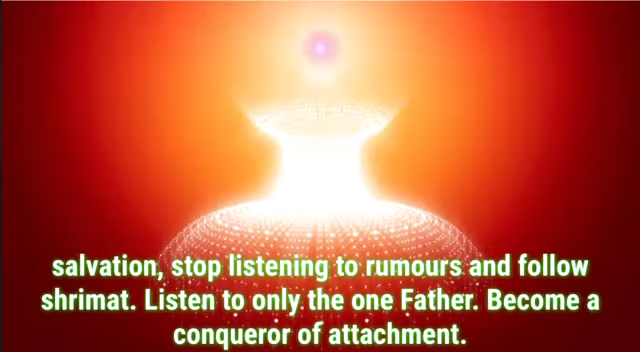 salvation, stop listening to rumours and follow
shrimat. Listen to only the one Father. Become a
conqueror of attachment.